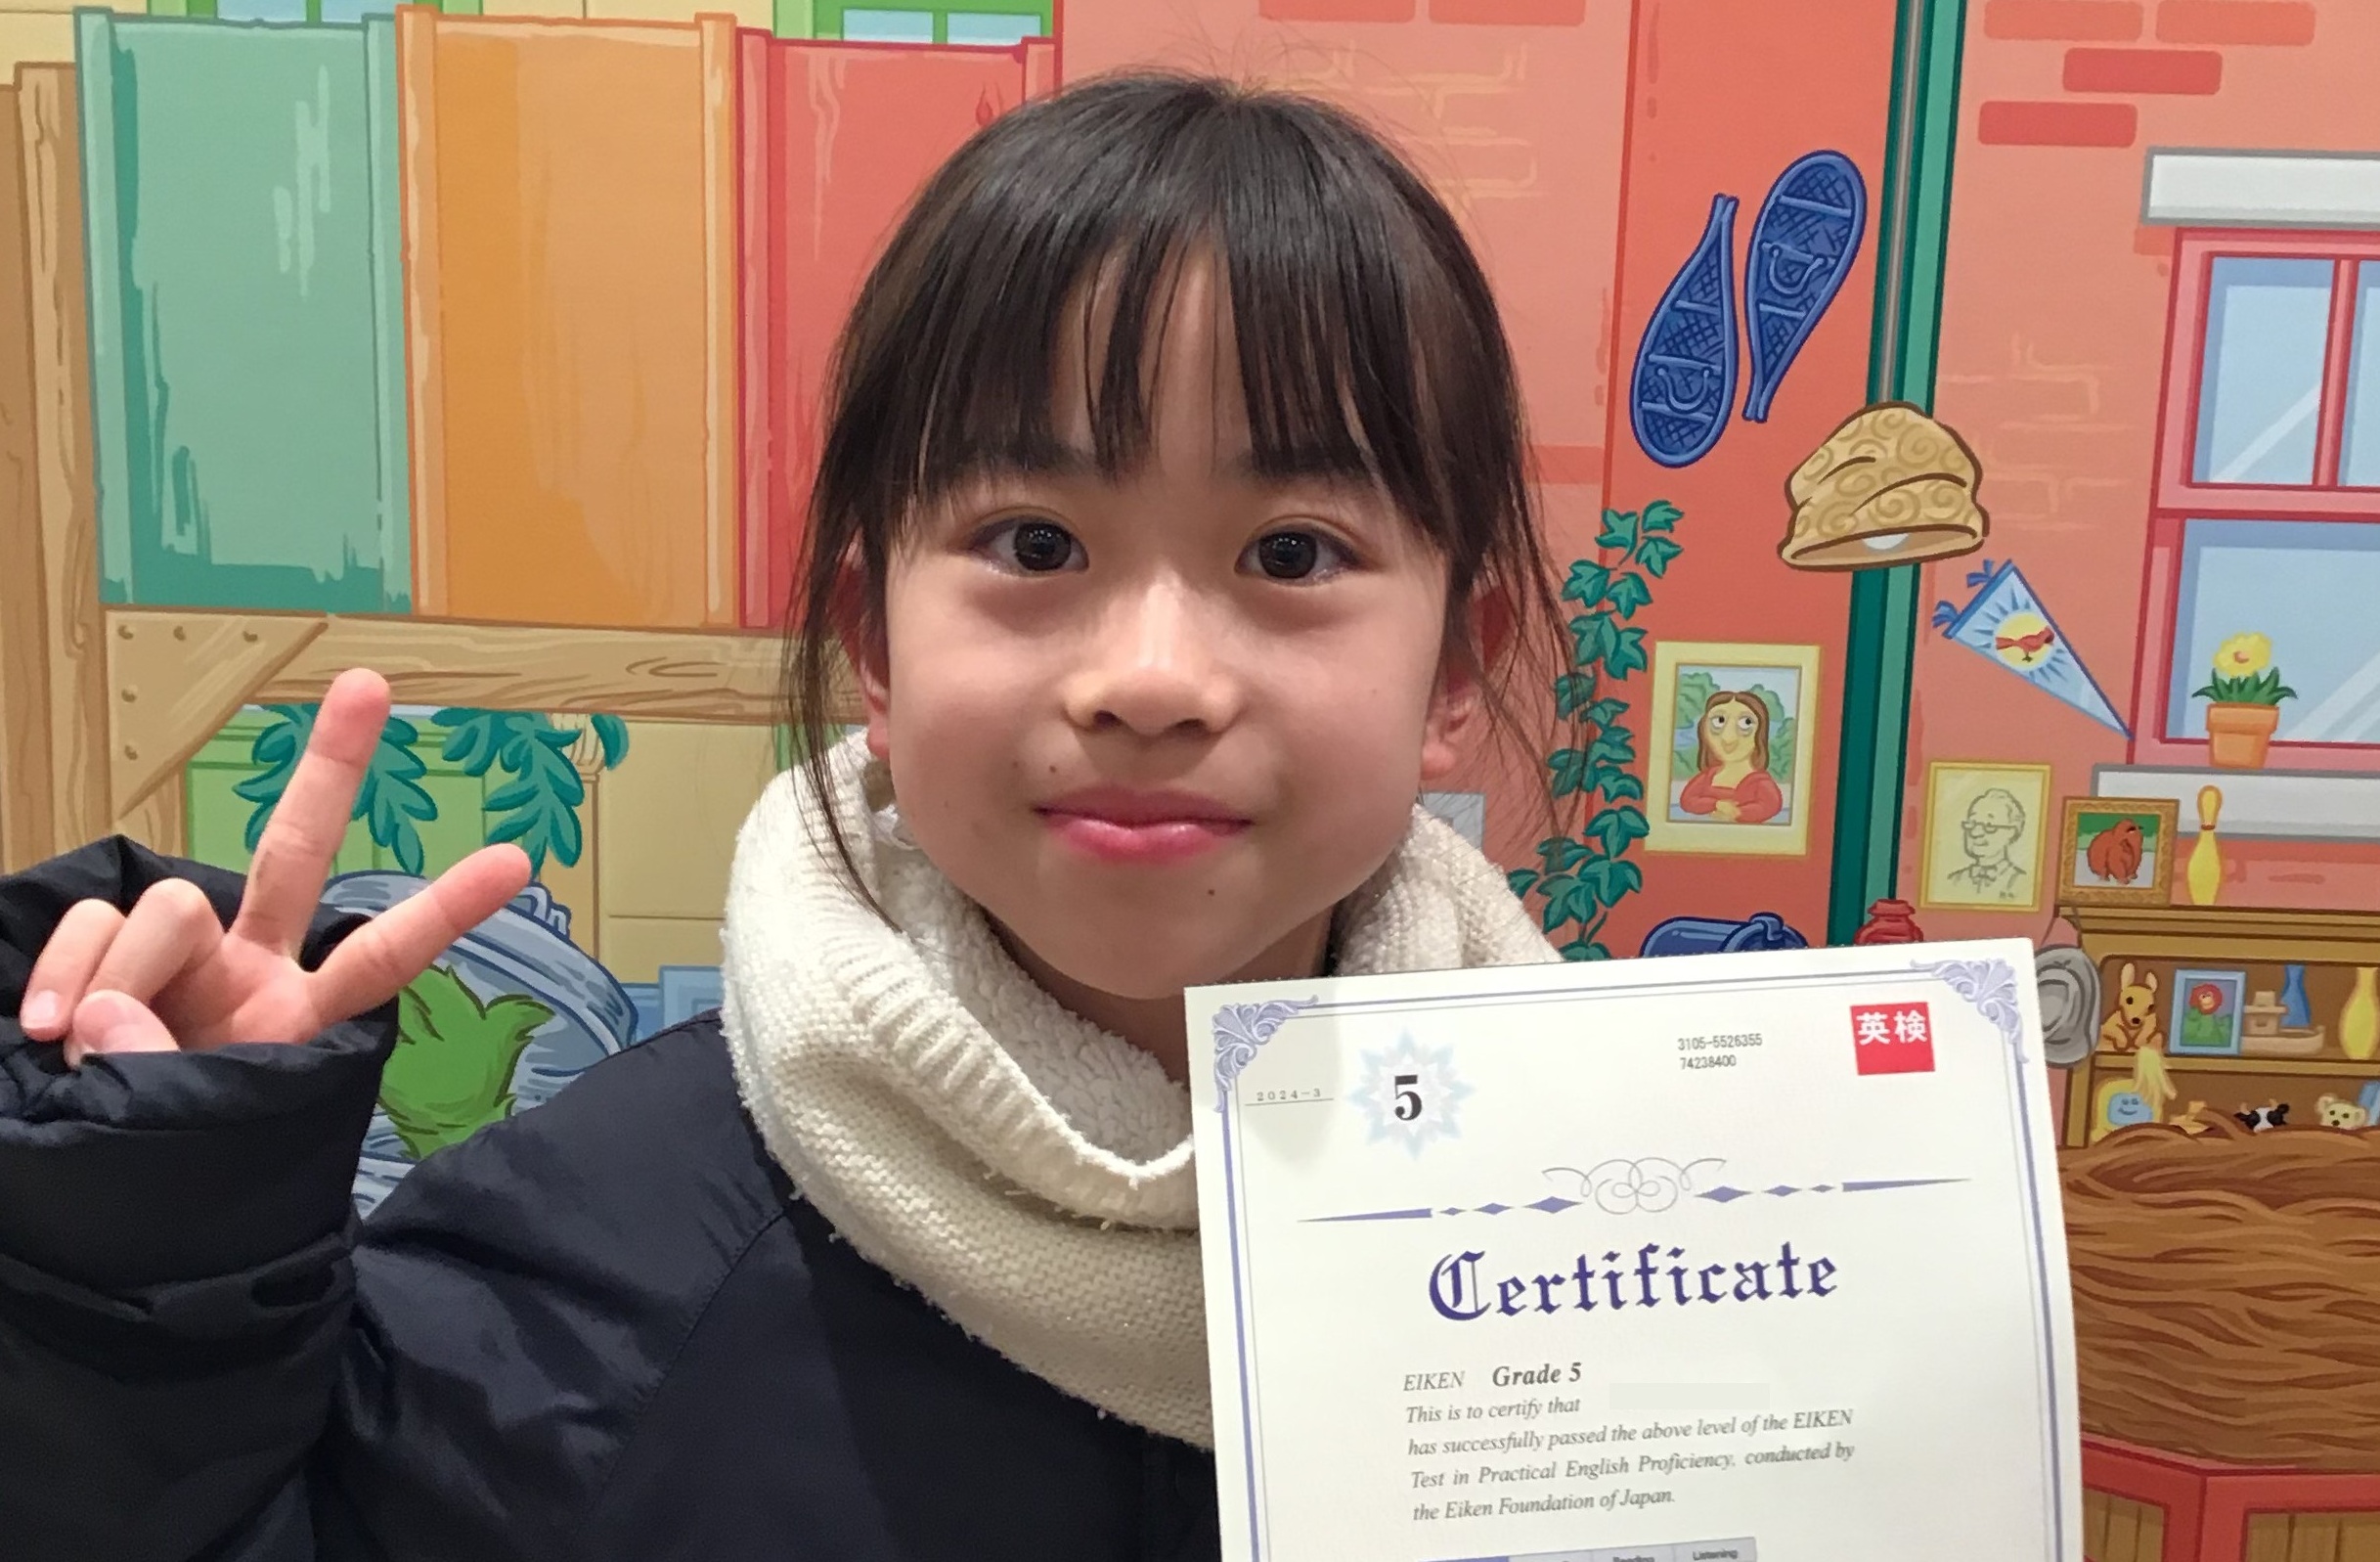 2024-3
5
3105-5526355
74238400
英検
Certificate
EIKEN Grade 5
This is to certify that
has successfully passed the above level of the EIKEN
Test in Practical English Proficiency, conducted by
the Eiken Foundation of Japan.
Reading Listening